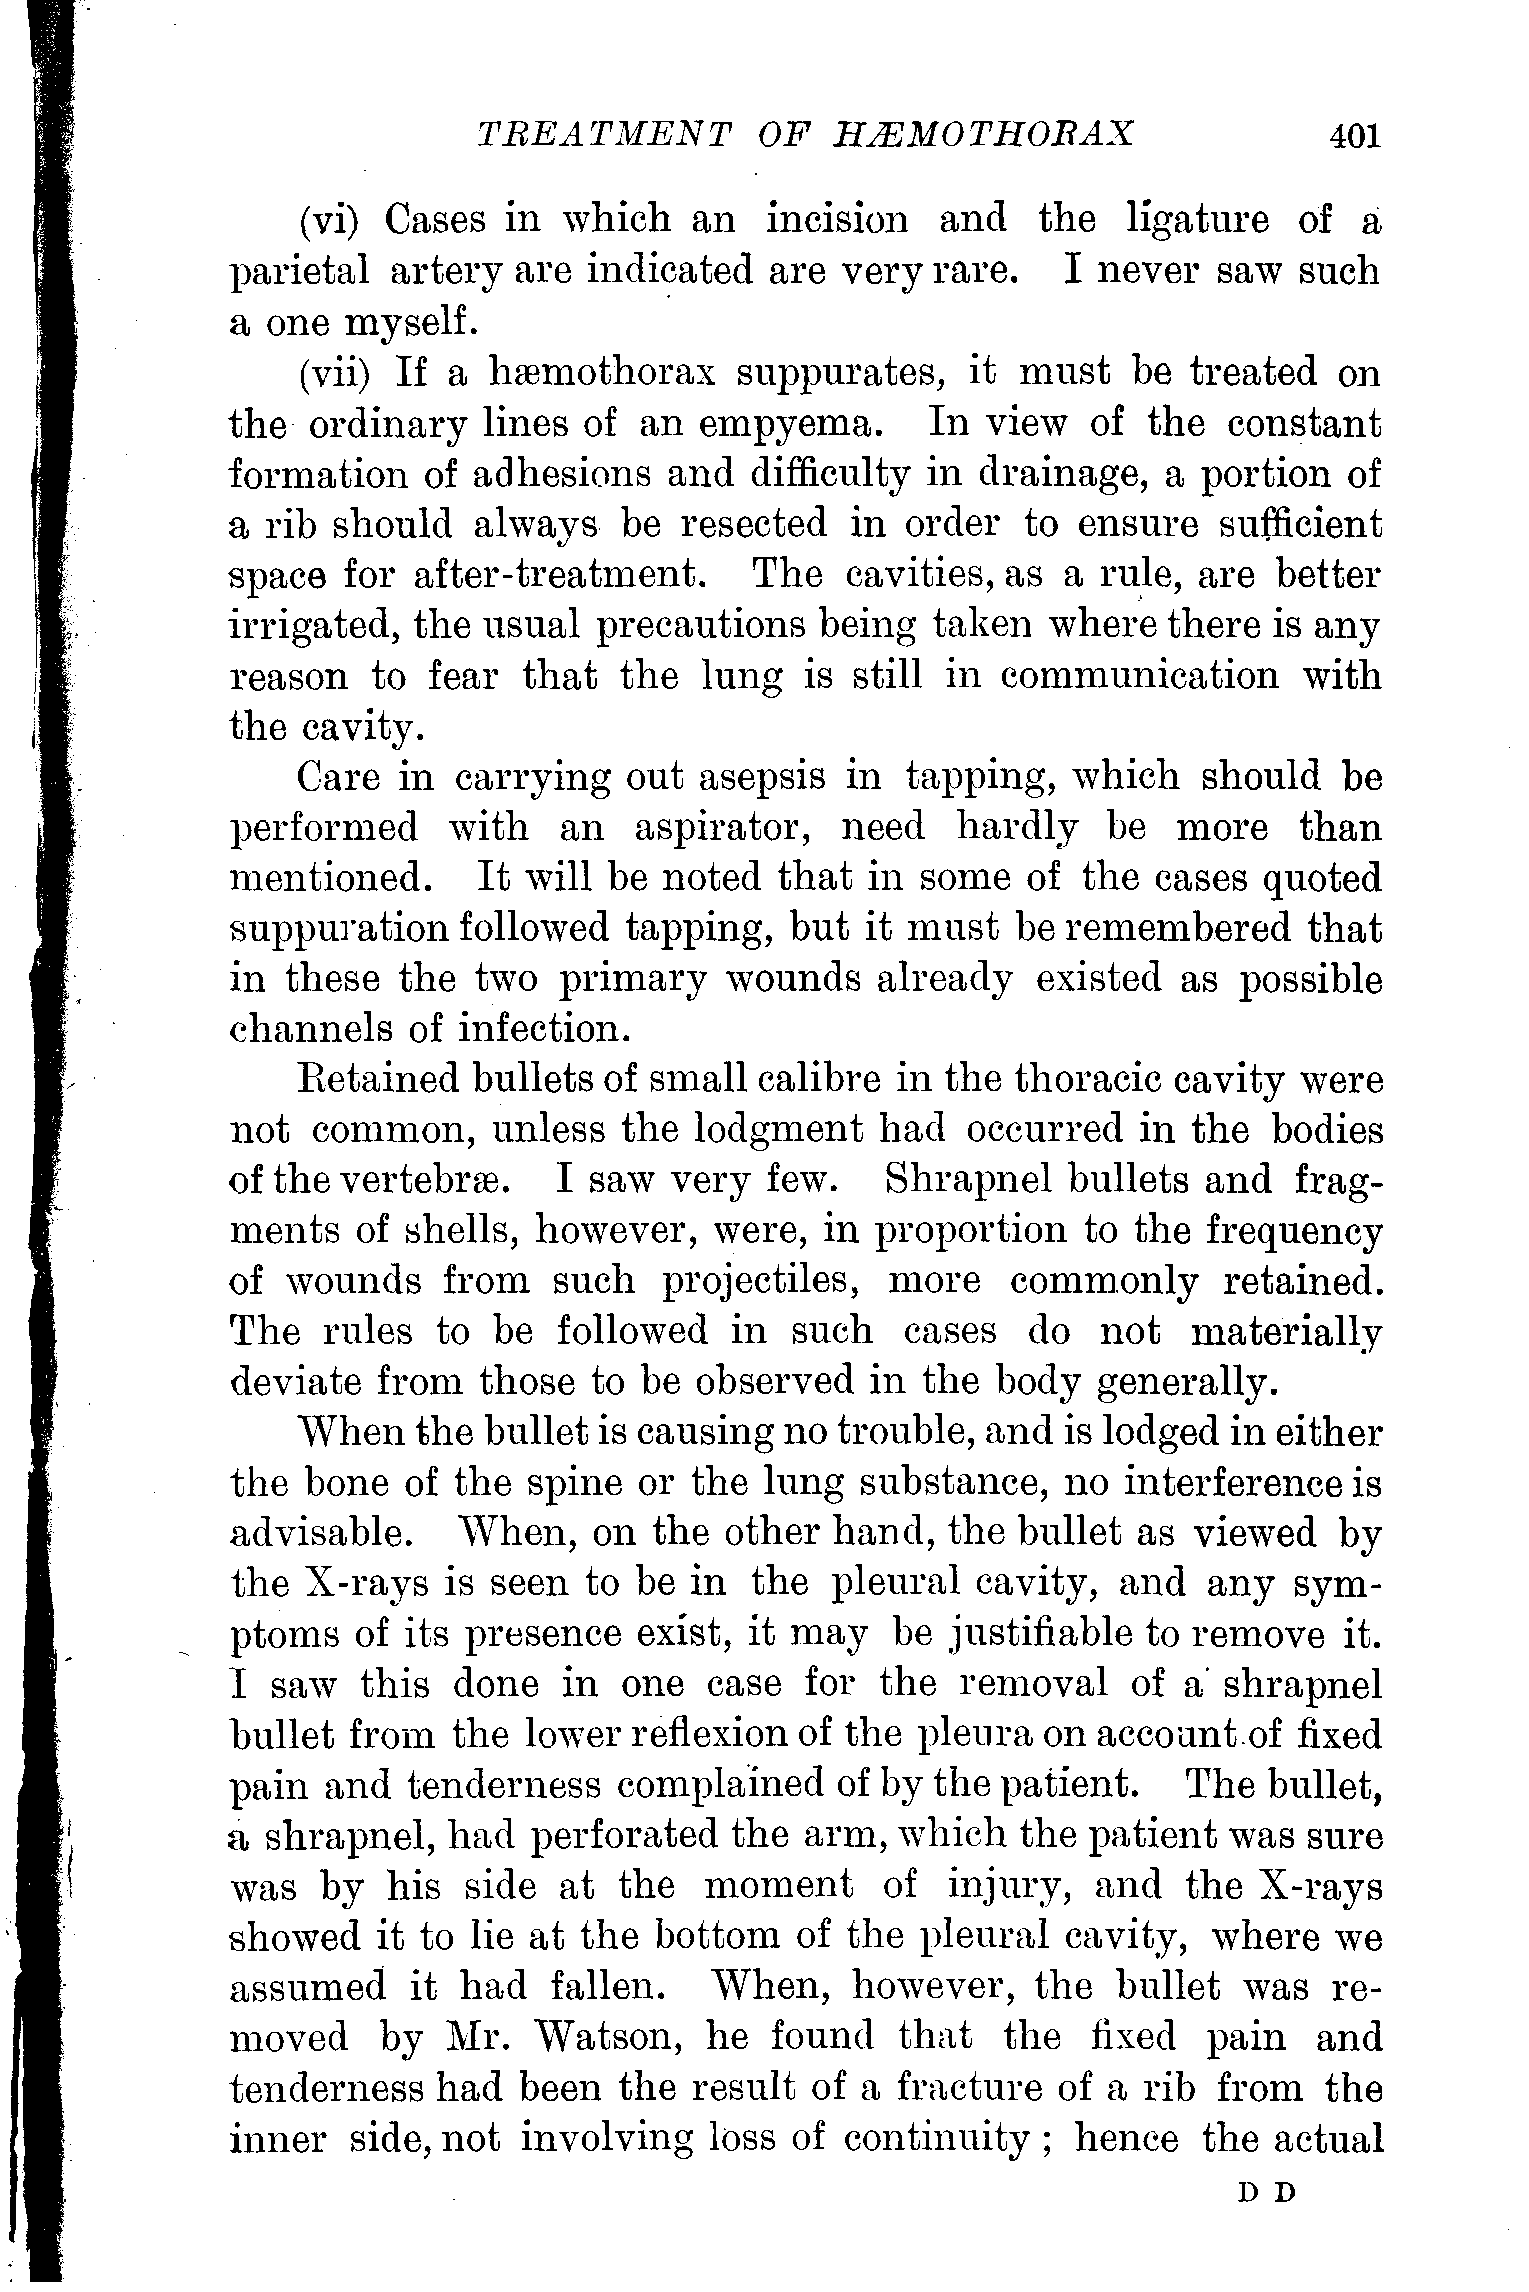 TREATMENT OF HÆMOTHORAX 401
(vi) Cases in which an incision and the ligature of a
parietal artery are indicated are very rare. I never saw such
a one myself.
(vii) If a hæmothorax suppurates, it must be treated on
the ordinary lines of an empyema. In view of the constant
formation of adhesions and difficulty in drainage, a portion of
a rib should always be resected in order to ensure sufficient
space for after-treatment. The cavities, as a rule, are better
irrigated, the usual precautions being taken where there is any
reason to fear that the lung is still in communication with
the cavity.
Care in carrying out asepsis in tapping, which should be
performed with an aspirator, need hardly be more than
mentioned. It will be noted that in some of the cases quoted
suppuration followed tapping, but it must be remembered that
in these the two primary wounds already existed as possible
channels of infection.
Retained bullets of small calibre in the thoracic cavity were
not common, unless the lodgment had occurred in the bodies
of the vertebræ. I saw very few. Shrapnel bullets and frag-
ments of shells, however, were, in proportion to the frequency
of wounds from such projectiles, more commonly retained.
The rules to be followed in such cases do not materially
deviate from those to be observed in the body generally.
When the bullet is causing no trouble, and is lodged in either
the bone of the spine or the lung substance, no interference is
advisable. When, on the other hand, the bullet as viewed by
the X-rays is seen to be in the pleural cavity, and any sym-
ptoms of its presence exist, it may be justifiable to remove it.
I saw this done in one case for the removal of a shrapnel
bullet from the lower reflexion of the pleura on account of fixed
pain and tenderness complained of by the patient. The bullet,
a shrapnel, had perforated the arm, which the patient was sure
was by his side at the moment of injury, and the X-rays
showed it to lie at the bottom of the pleural cavity, where we
assumed it had fallen. When, however, the bullet was re-
moved by Mr. Watson, he found that the fixed pain and
tenderness had been the result of a fracture of a rib from the
inner side, not involving loss of continuity ; hence the actual
D D